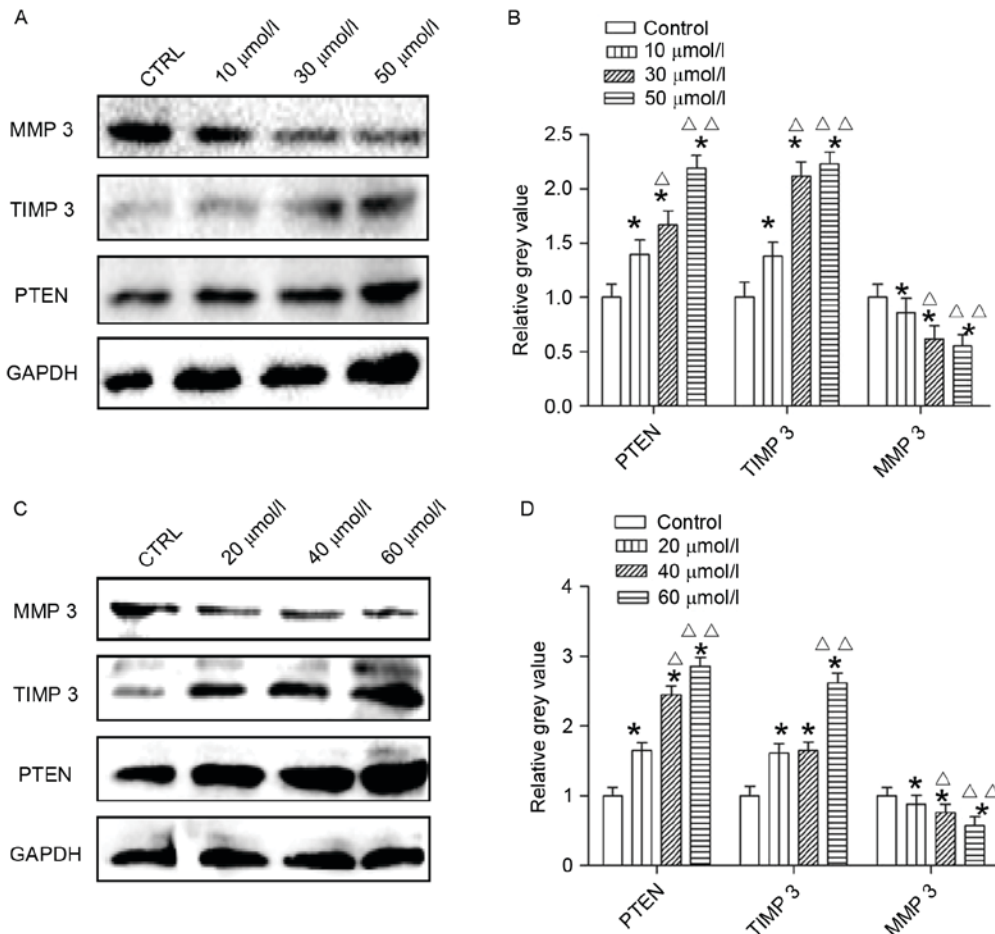 A
CTRL
10 μmol/l
30 μmol/l
50 μmol/l
MMP 3
TIMP 3
PTEN
GAPDH
B
Control
10 μmol/l
30 μmol/l
50 μmol/l
Relative grey value
2.5
2.0
1.5
1.0
0.5
0.0
△ * * △ △ *
* △ * △ △ *
* △ * △ △ *
PTEN
TIMP 3
MMP 3
C
CTRL
20 μmol/l
40 μmol/l
60 μmol/l
MMP 3
TIMP 3
PTEN
GAPDH
D
Control
20 μmol/l
40 μmol/l
60 μmol/l
Relative grey value
4
3
2
1
0
* △ * △ △ *
* * △ △ *
* △ * △ △ *
PTEN
TIMP 3
MMP 3